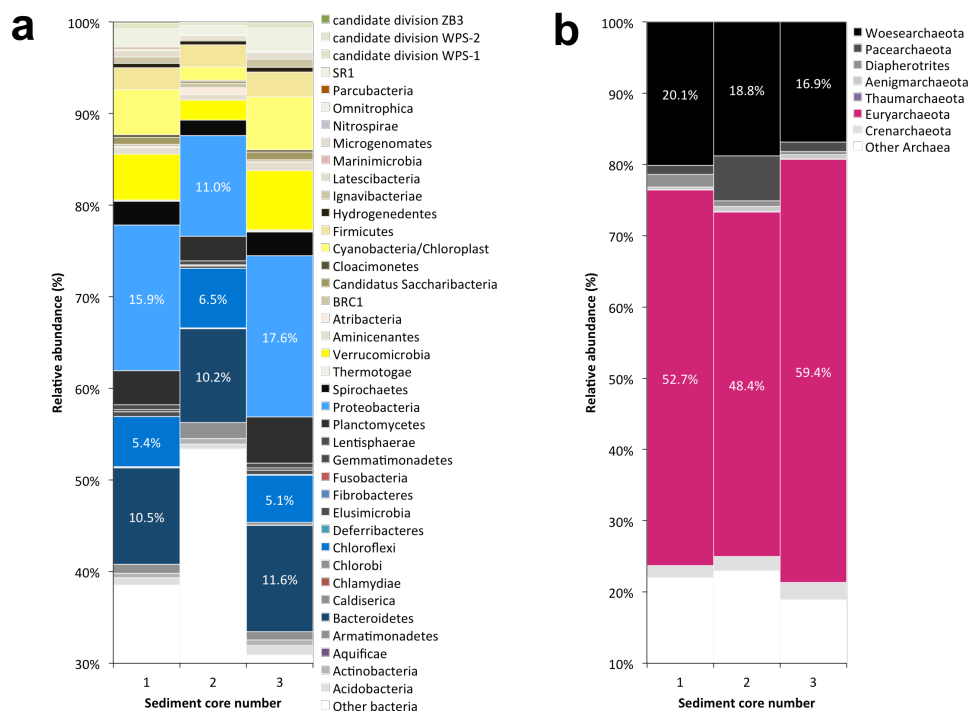 a
100%
90%
80%
70%
60%
50%
40%
30%
Relative abundance (%)
15.9%
5.4%
10.5%
11.0%
6.5%
10.2%
17.6%
5.1%
11.6%
1 2 3
Sediment core number
candidate division ZB3
candidate division WPS-2
candidate division WPS-1
SR1
Parcubacteria
Omnitrophica
Nitrospirae
Microgenomates
Marinimicrobia
Latescibacteria
Ignavibacteriae
Hydrogenedentes
Firmicutes
Cyanobacteria/Chloroplast
Cloacimonetes
Candidatus Saccharibacteria
BRC1
Atribacteria
Aminicenantes
Verrucomicrobia
Thermotogae
Spirochaetes
Proteobacteria
Planctomycetes
Lentisphaerae
Gemmatimonadetes
Fusobacteria
Fibrobacteres
Elusimicrobia
Deferribacteres
Chloroflexi
Chlorobi
Chlamydiae
Caldiserica
Bacteroidetes
Armatimonadetes
Aquificae
Actinobacteria
Acidobacteria
Other bacteria
b
100%
90%
80%
70%
60%
50%
40%
30%
20%
10%
Relative abundance (%)
20.1%
18.8%
16.9%
52.7%
48.4%
59.4%
1 2 3
Sediment core number
Woesearchaeota
Pacearchaeota
Diapherotrites
Aenigmarchaeota
Thaumarchaeota
Euryarchaeota
Crenarchaeota
Other Archaea